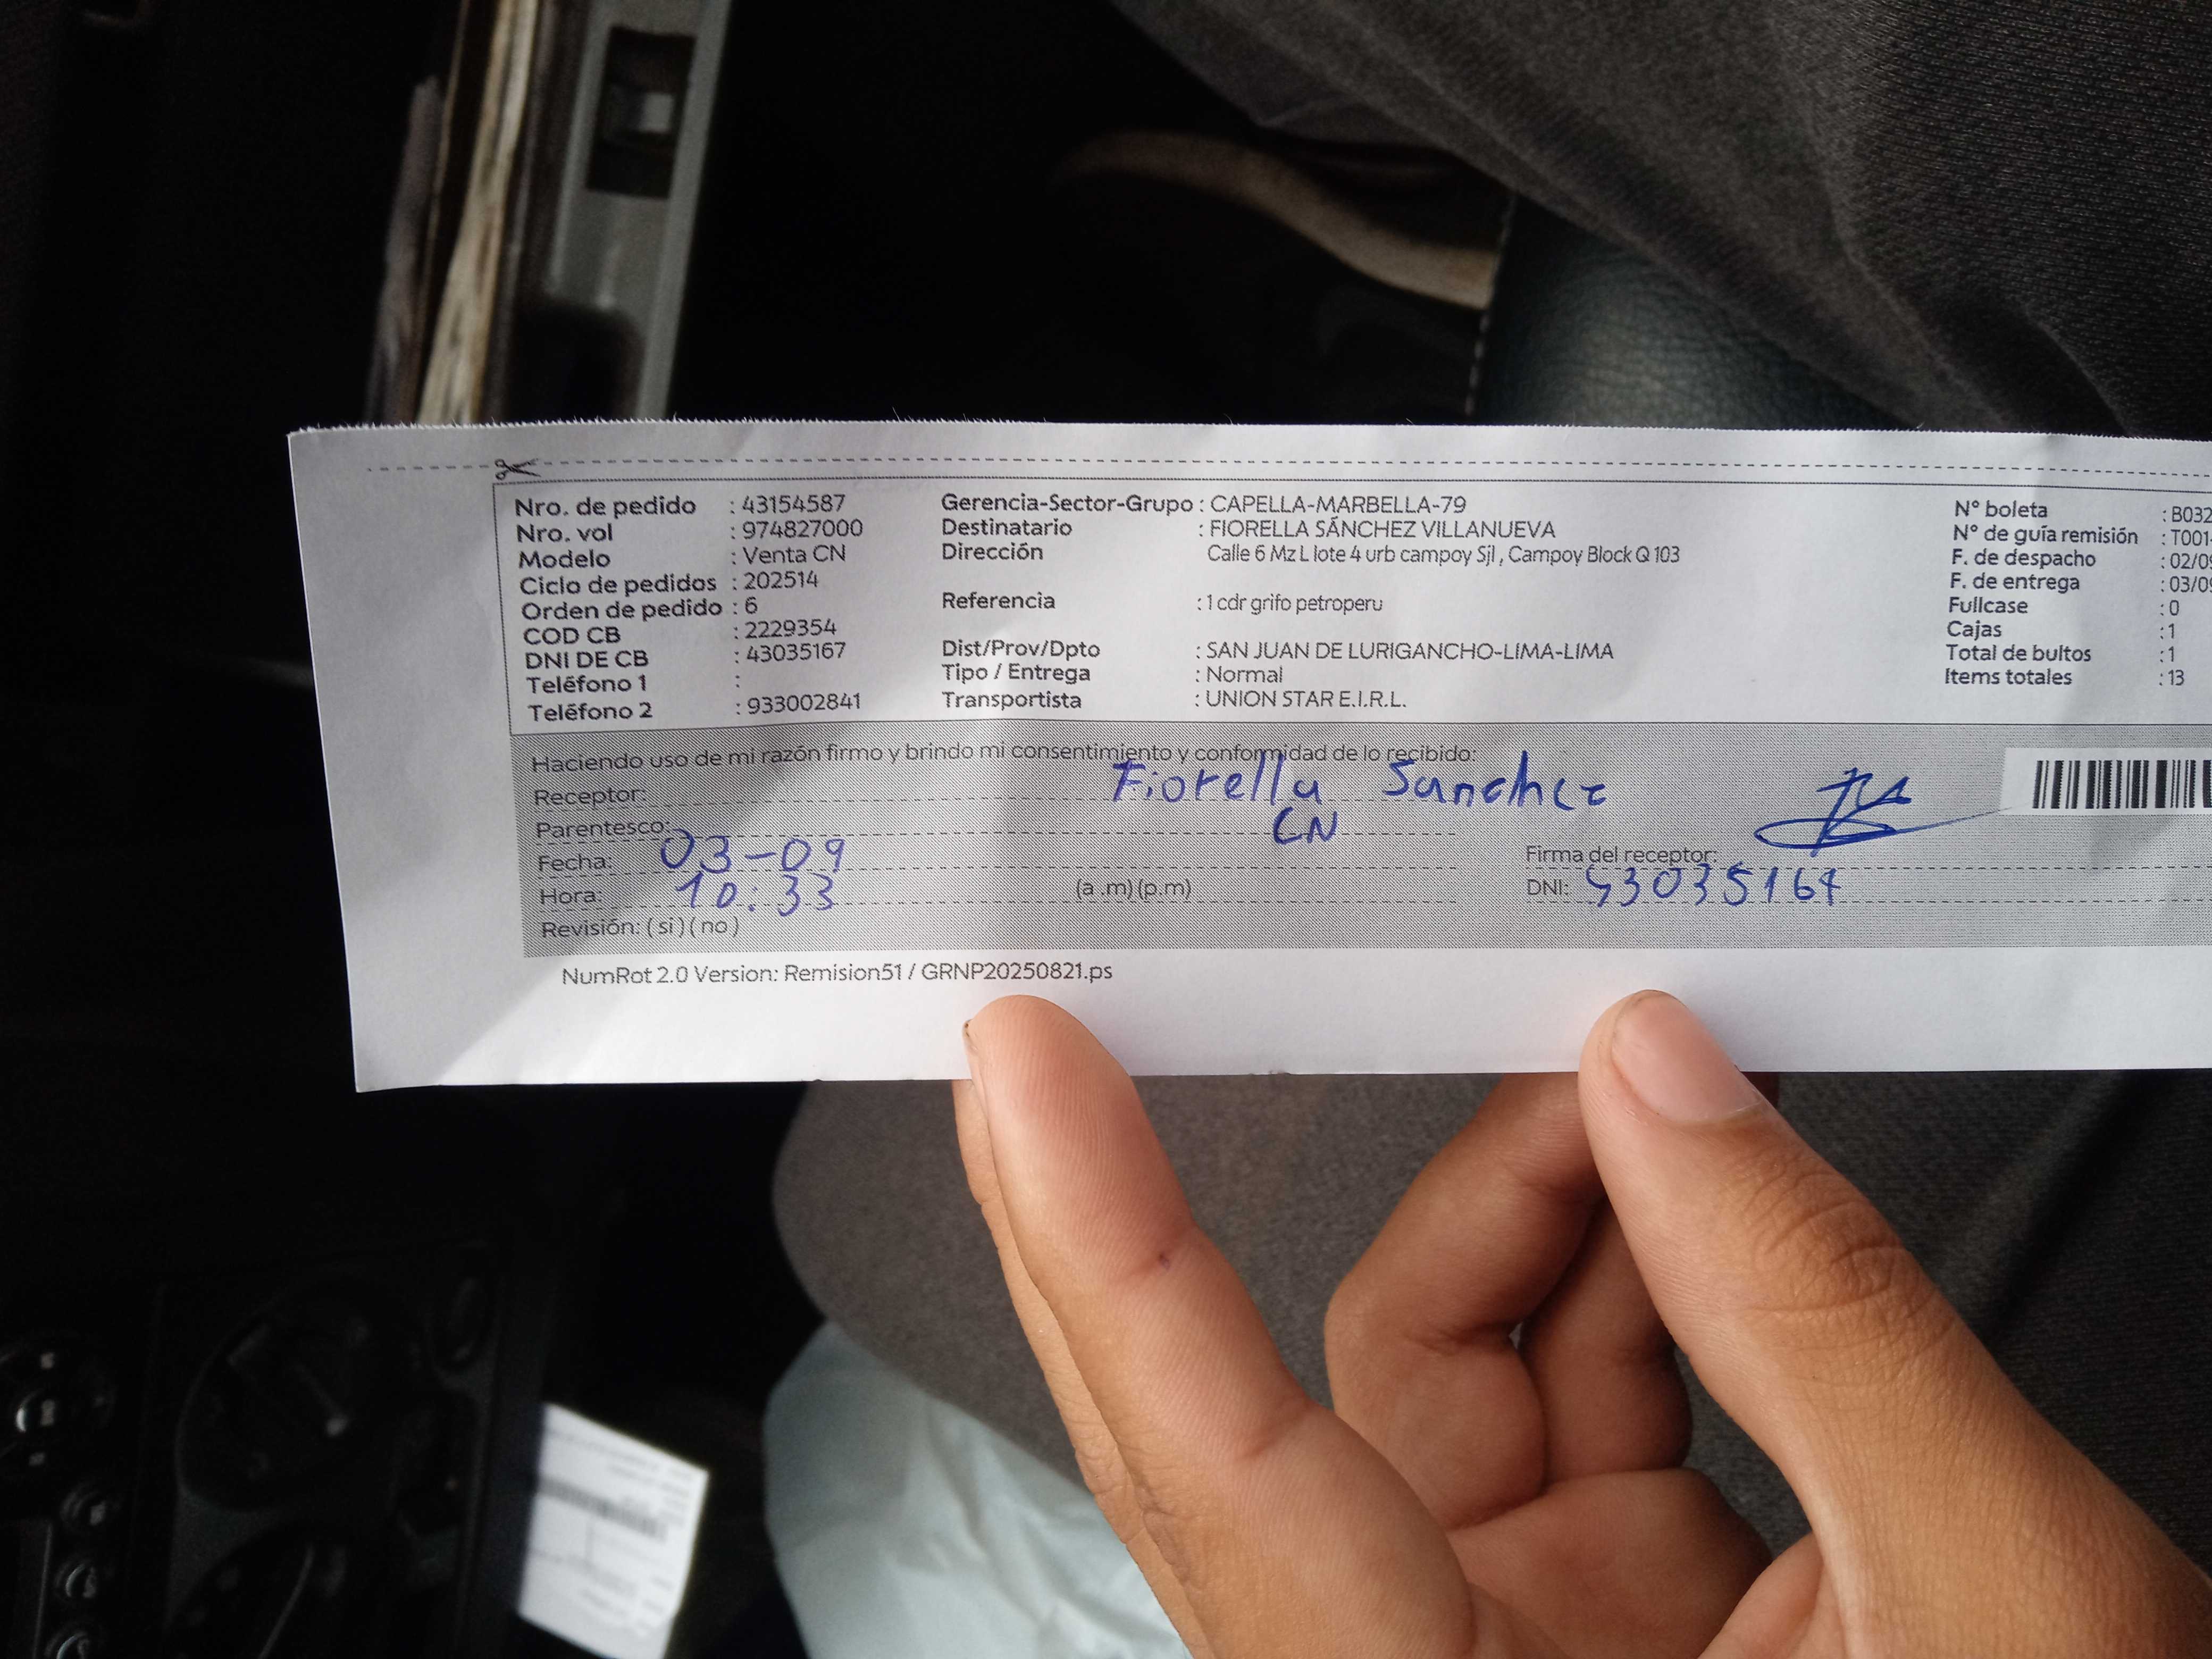 Nro. de pedido : 43154587 Gerencia-Sector-Grupo : CAPELLA-MARBELLA-79 N° boleta : B032
Nro. vol : 974827000 Destinatario : FIORELLA SÁNCHEZ VILLANUEVA N° de guía remisión : T001-
Modelo : Venta CN Dirección Calle 6 Mz L lote 4 urb campoy Sjl , Campoy Block Q 103 F. de despacho : 02/09
Ciclo de pedidos : 202514 F. de entrega : 03/09
Orden de pedido : 6 Referencia : 1 cdr grifo petroperu Fullcase : 0
COD CB : 2229354 Cajas : 1
DNI DE CB : 43035167 Dist/Prov/Dpto : SAN JUAN DE LURIGANCHO-LIMA-LIMA Total de bultos : 1
Teléfono 1 : Tipo / Entrega : Normal Items totales : 13
Teléfono 2 : 933002841 Transportista : UNION STAR E.I.R.L.
Haciendo uso de mi razón firmo y brindo mi consentimiento y conformidad de lo recibido:
Receptor: Fiorella Sanchez
Parentesco: CN
Fecha: 03-09 Firma del receptor:
Hora: 10:33 (a .m) (p.m) DNI: 43035167
Revisión: ( si ) ( no )
NumRot 2.0 Version: Remision51 / GRNP20250821.ps